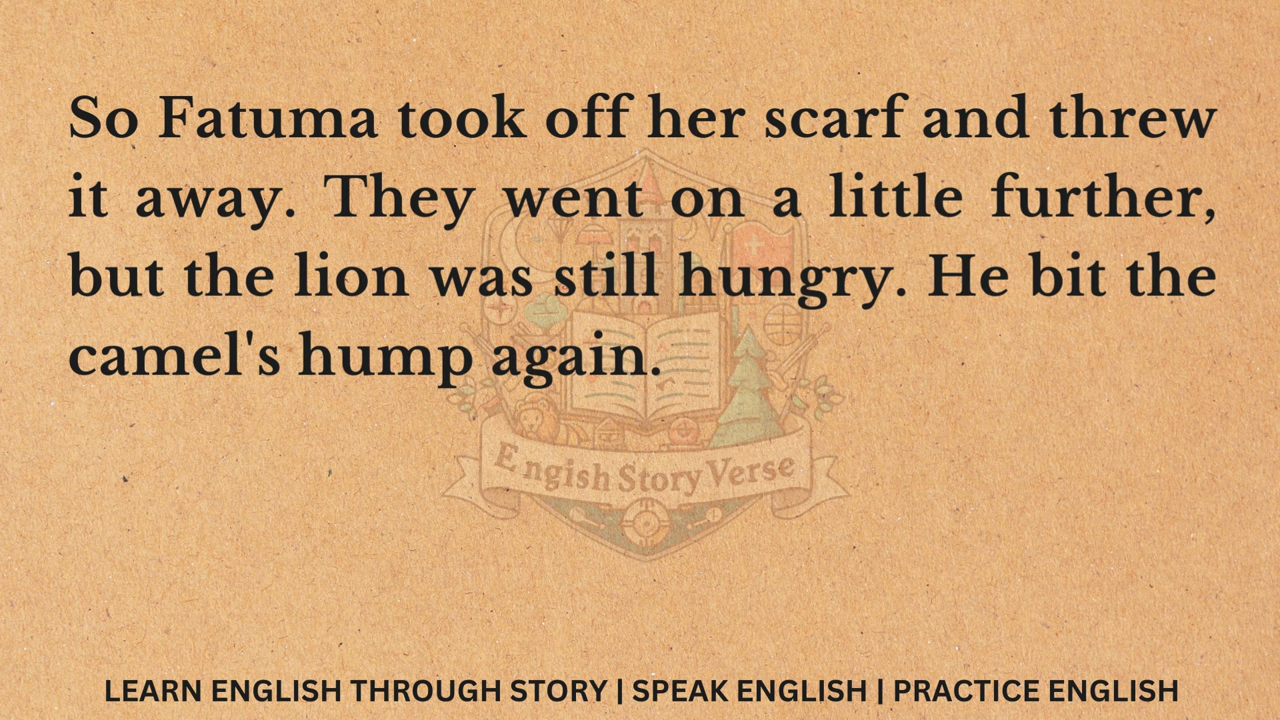 So Fatuma took off her scarf and threw
it away. They went on a little further,
but the lion was still hungry. He bit the
camel's hump again.
Engish Story Verse
LEARN ENGLISH THROUGH STORY | SPEAK ENGLISH | PRACTICE ENGLISH